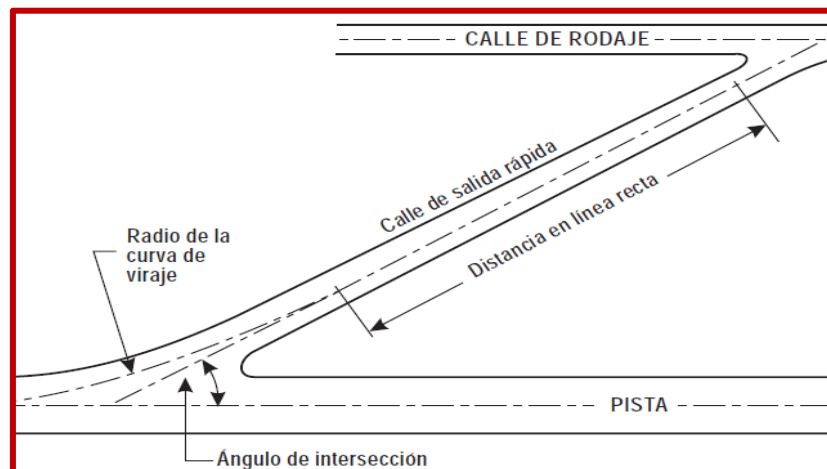 CALLE DE RODAJE
Calle de salida rápida
Distancia en línea recta
Radio de la
curva de
viraje
PISTA
Ángulo de intersección